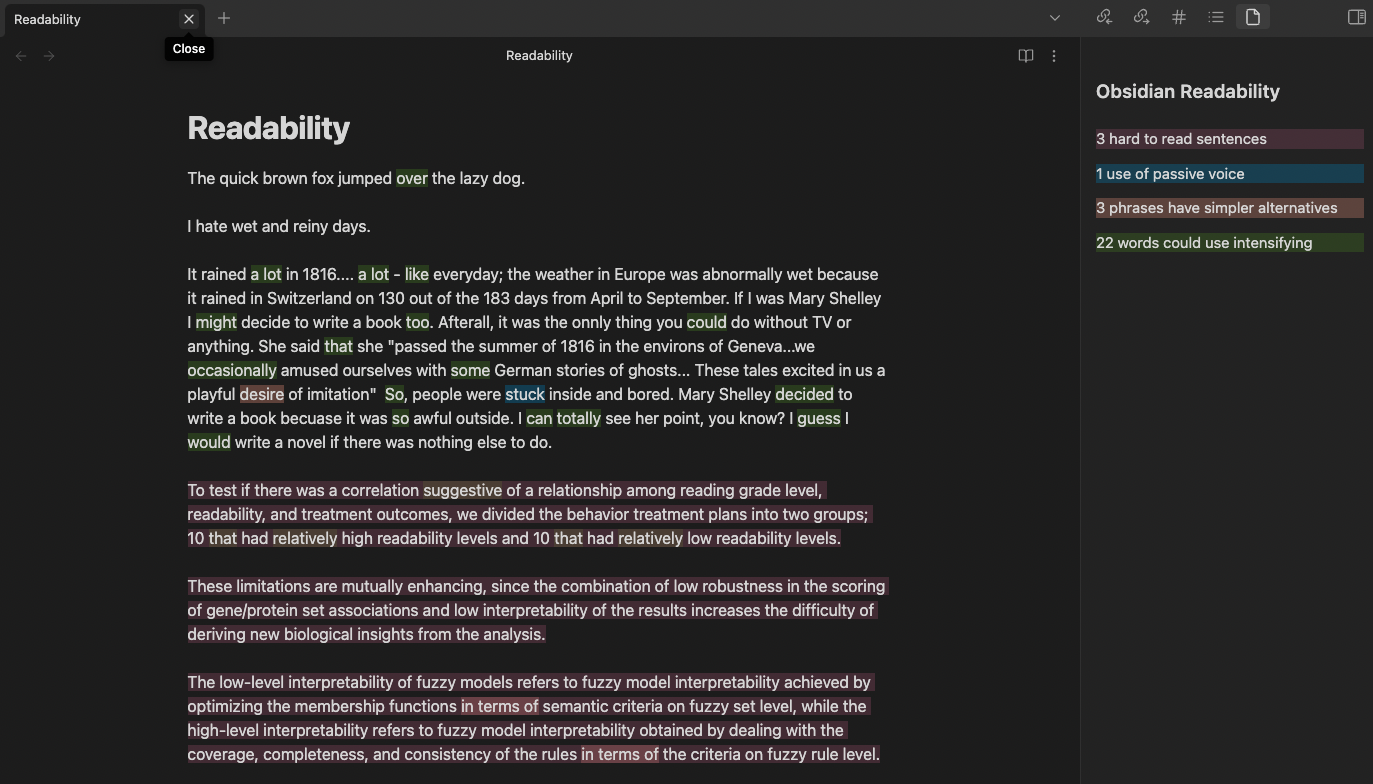 Readability
Close
Readability
Obsidian Readability
3 hard to read sentences
1 use of passive voice
3 phrases have simpler alternatives
22 words could use intensifying
Readability
The quick brown fox jumped over the lazy dog.
I hate wet and reiny days.
It rained a lot in 1816.... a lot - like everyday; the weather in Europe was abnormally wet because
it rained in Switzerland on 130 out of the 183 days from April to September. If I was Mary Shelley
I might decide to write a book too. Afterall, it was the onnly thing you could do without TV or
anything. She said that she "passed the summer of 1816 in the environs of Geneva...we
occasionally amused ourselves with some German stories of ghosts... These tales excited in us a
playful desire of imitation" So, people were stuck inside and bored. Mary Shelley decided to
write a book becuase it was so awful outside. I can totally see her point, you know? I guess I
would write a novel if there was nothing else to do.
To test if there was a correlation suggestive of a relationship among reading grade level,
readability, and treatment outcomes, we divided the behavior treatment plans into two groups;
10 that had relatively high readability levels and 10 that had relatively low readability levels.
These limitations are mutually enhancing, since the combination of low robustness in the scoring
of gene/protein set associations and low interpretability of the results increases the difficulty of
deriving new biological insights from the analysis.
The low-level interpretability of fuzzy models refers to fuzzy model interpretability achieved by
optimizing the membership functions in terms of semantic criteria on fuzzy set level, while the
high-level interpretability refers to fuzzy model interpretability obtained by dealing with the
coverage, completeness, and consistency of the rules in terms of the criteria on fuzzy rule level.